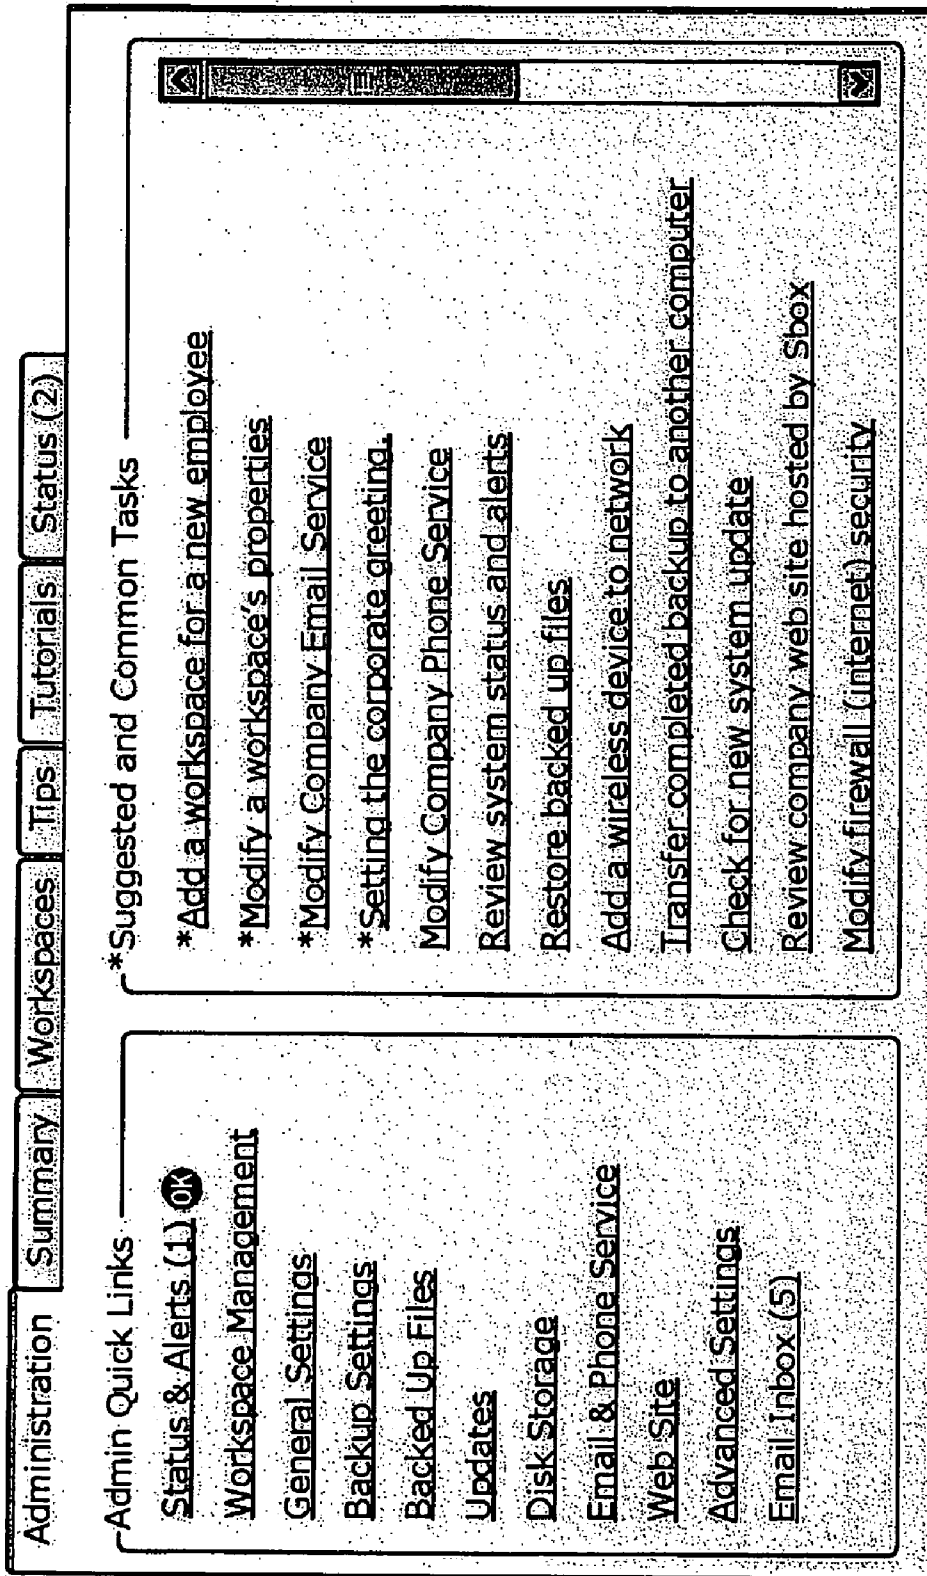 Administration Summary Workspaces Tips Tutorials Status (2)
Admin Quick Links
Status & Alerts (1) OK
Workspace Management
General Settings
Backup Settings
Backed Up Files
Updates
Disk Storage
Email & Phone Service
Web Site
Advanced Settings
Email Inbox (5)
*Suggested and Common Tasks
*Add a workspace for a new employee
*Modify a workspace's properties
*Modify Company Email Service
*Setting the corporate greeting.
Modify Company Phone Service
Review system status and alerts
Restore backed up files
Add a wireless device to network
Transfer completed backup to another computer
Check for new system update
Review company web site hosted by Sbox
Modify firewall (internet) security